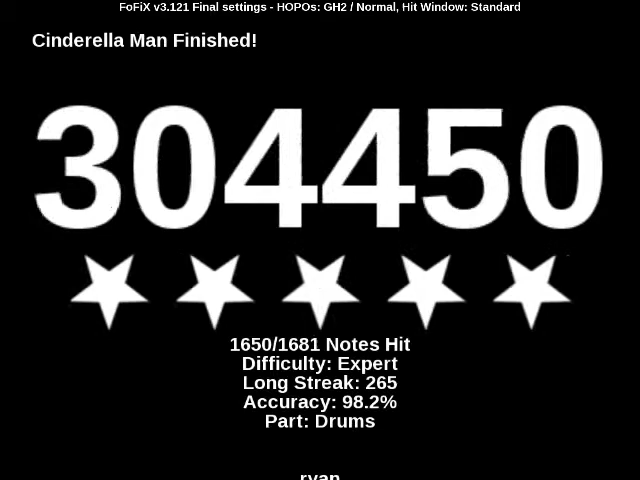 FoFiX v3.121 Final settings - HOPOs: GH2 / Normal, Hit Window: Standard
Cinderella Man Finished!
304450
1650/1681 Notes Hit
Difficulty: Expert
Long Streak: 265
Accuracy: 98.2%
Part: Drums
ryan